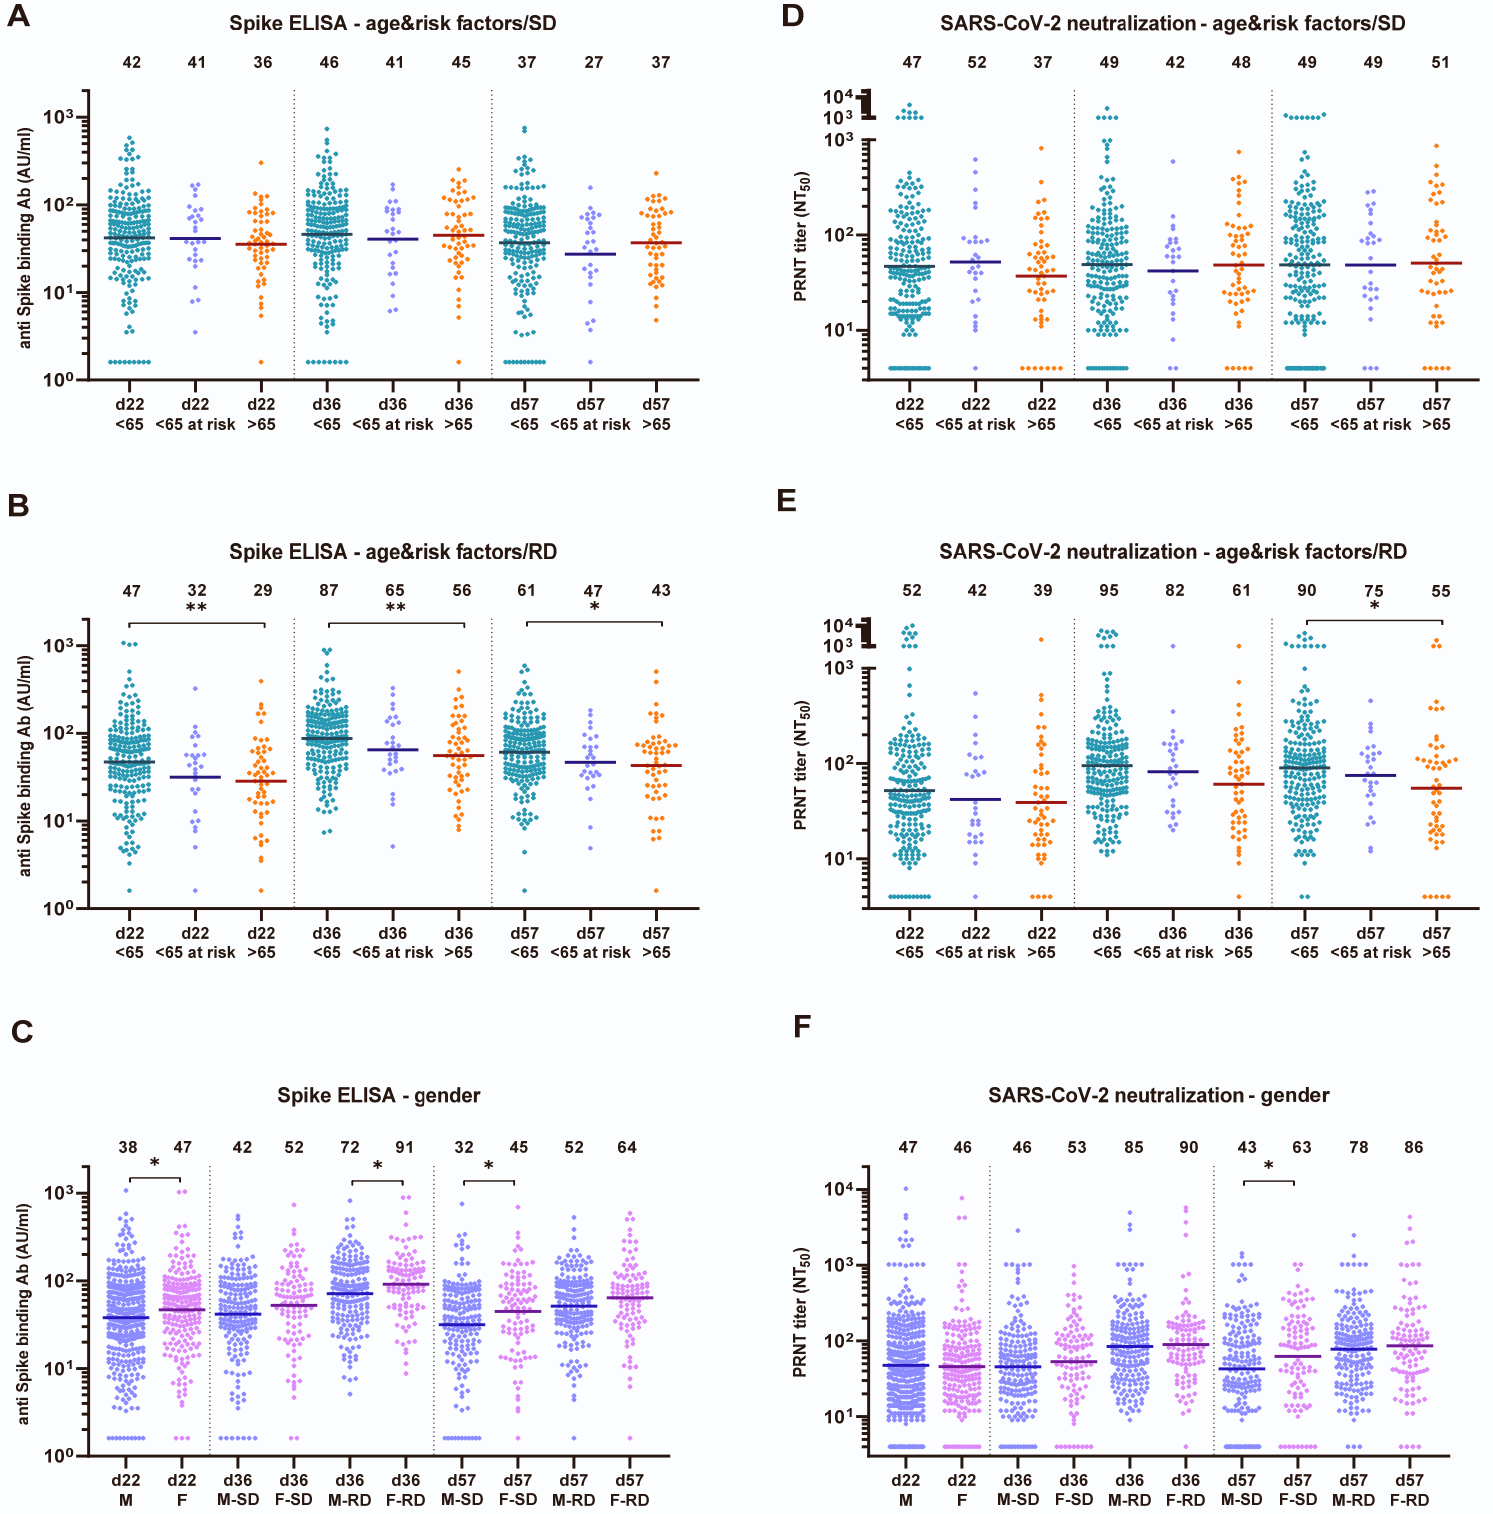 A
Spike ELISA - age&risk factors/SD
42 41 36 46 41 45 37 27 37
anti Spike binding Ab (AU/ml)
10³
10²
10¹
10⁰
d22 d22 d22 d36 d36 d36 d57 d57 d57
<65 <65 at risk >65 <65 <65 at risk >65 <65 <65 at risk >65
D
SARS-CoV-2 neutralization - age&risk factors/SD
47 52 37 49 42 48 49 49 51
PRNT titer (NT50)
10⁴
10³
10³
10²
10¹
d22 d22 d22 d36 d36 d36 d57 d57 d57
<65 <65 at risk >65 <65 <65 at risk >65 <65 <65 at risk >65
B
Spike ELISA - age&risk factors/RD
47 32 29 87 65 56 61 47 43
** ** *
anti Spike binding Ab (AU/ml)
10³
10²
10¹
10⁰
d22 d22 d22 d36 d36 d36 d57 d57 d57
<65 <65 at risk >65 <65 <65 at risk >65 <65 <65 at risk >65
E
SARS-CoV-2 neutralization - age&risk factors/RD
52 42 39 95 82 61 90 75 55
*
PRNT titer (NT50)
10⁴
10³
10³
10²
10¹
d22 d22 d22 d36 d36 d36 d57 d57 d57
<65 <65 at risk >65 <65 <65 at risk >65 <65 <65 at risk >65
C
Spike ELISA - gender
38 47 42 52 72 91 32 45 52 64
* * *
anti Spike binding Ab (AU/ml)
10³
10²
10¹
10⁰
d22 d22 d36 d36 d36 d36 d57 d57 d57 d57
M F M-SD F-SD M-RD F-RD M-SD F-SD M-RD F-RD
F
SARS-CoV-2 neutralization - gender
47 46 46 53 85 90 43 63 78 86
*
PRNT titer (NT50)
10⁴
10³
10²
10¹
d22 d22 d36 d36 d36 d36 d57 d57 d57 d57
M F M-SD F-SD M-RD F-RD M-SD F-SD M-RD F-RD